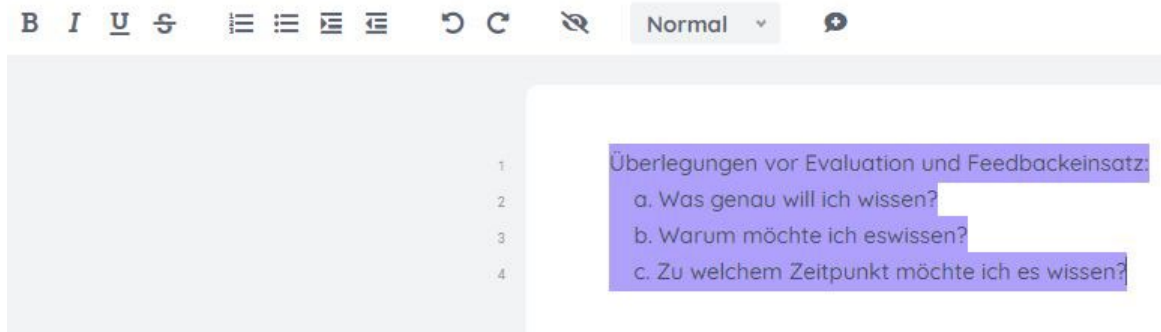 B I U S Normal
1 Überlegungen vor Evaluation und Feedbackeinsatz:
2 a. Was genau will ich wissen?
3 b. Warum möchte ich eswissen?
4 c. Zu welchem Zeitpunkt möchte ich es wissen?